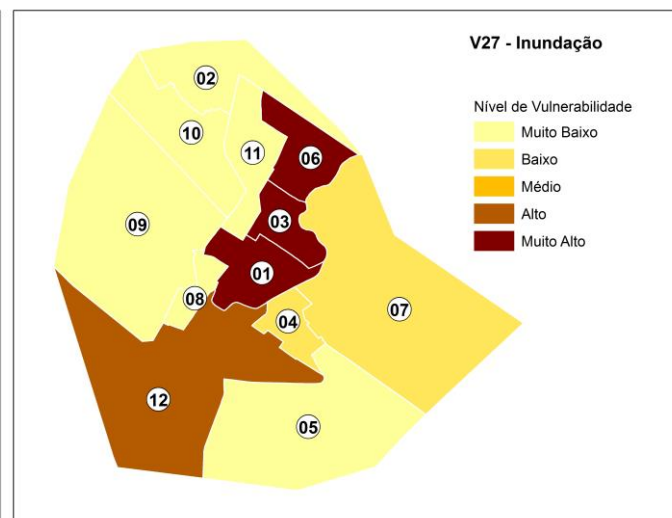 V27 - Inundação
Nível de Vulnerabilidade
Muito Baixo
Baixo
Médio
Alto
Muito Alto
02
10
11
06
09
03
01
08
04
07
12
05